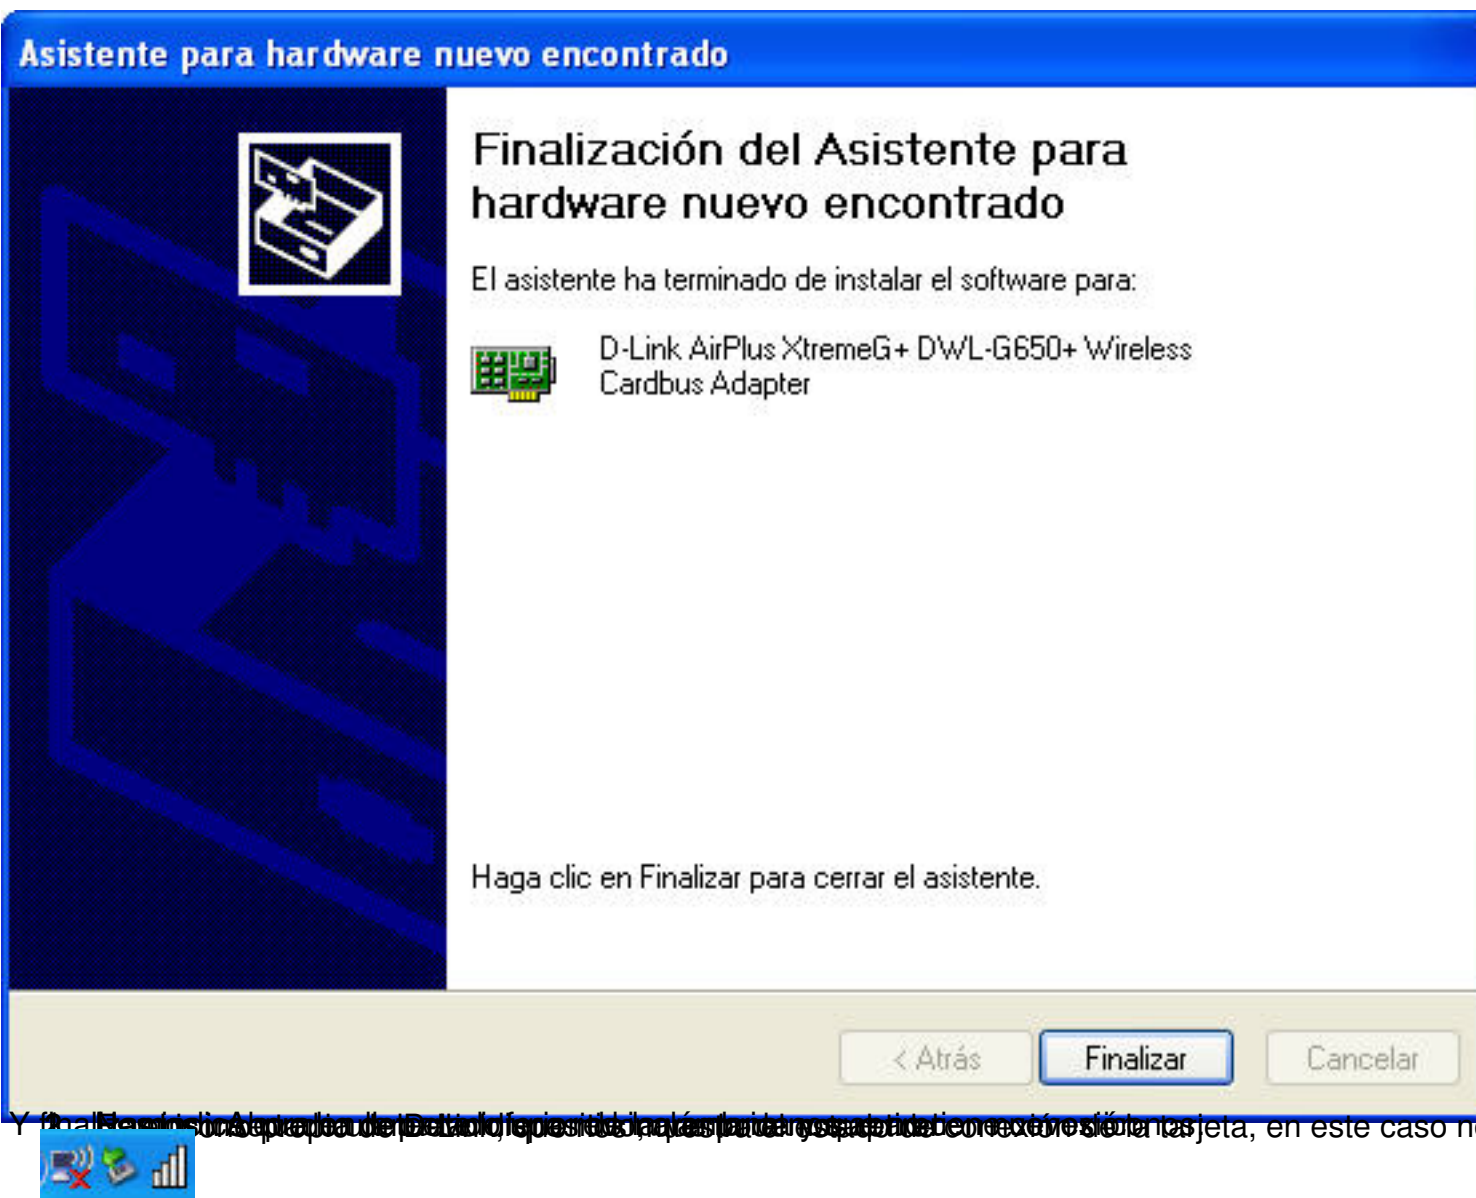 Asistente para hardware nuevo encontrado
Finalización del Asistente para
hardware nuevo encontrado
El asistente ha terminado de instalar el software para:
D-Link AirPlus XtremeG+ DWL-G650+ Wireless
Cardbus Adapter
Haga clic en Finalizar para cerrar el asistente.
< Atrás
Finalizar
Cancelar
Y tarjeta, en este caso